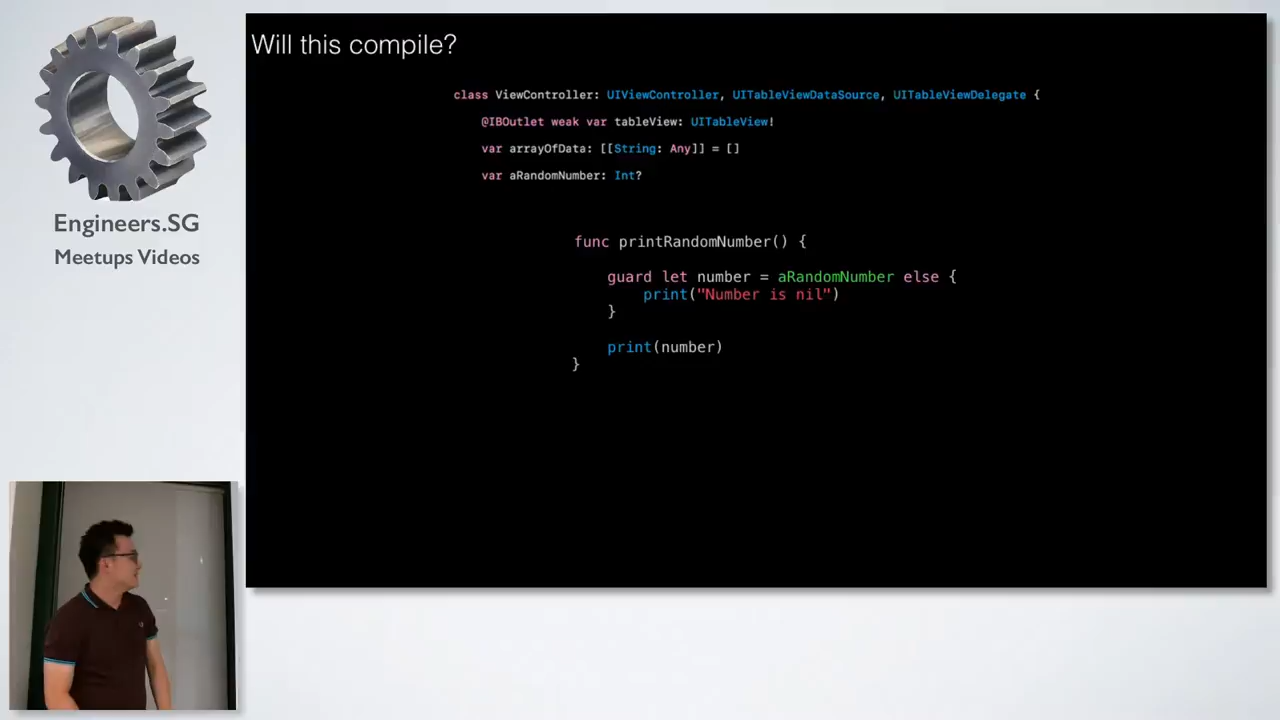 Engineers.SG
Meetups Videos
Will this compile?
class ViewController: UIViewController, UITableViewDataSource, UITableViewDelegate {
@IBOutlet weak var tableView: UITableView!
var arrayOfData: [[String: Any]] = []
var aRandomNumber: Int?
func printRandomNumber() {
guard let number = aRandomNumber else {
print("Number is nil")
}
print(number)
}